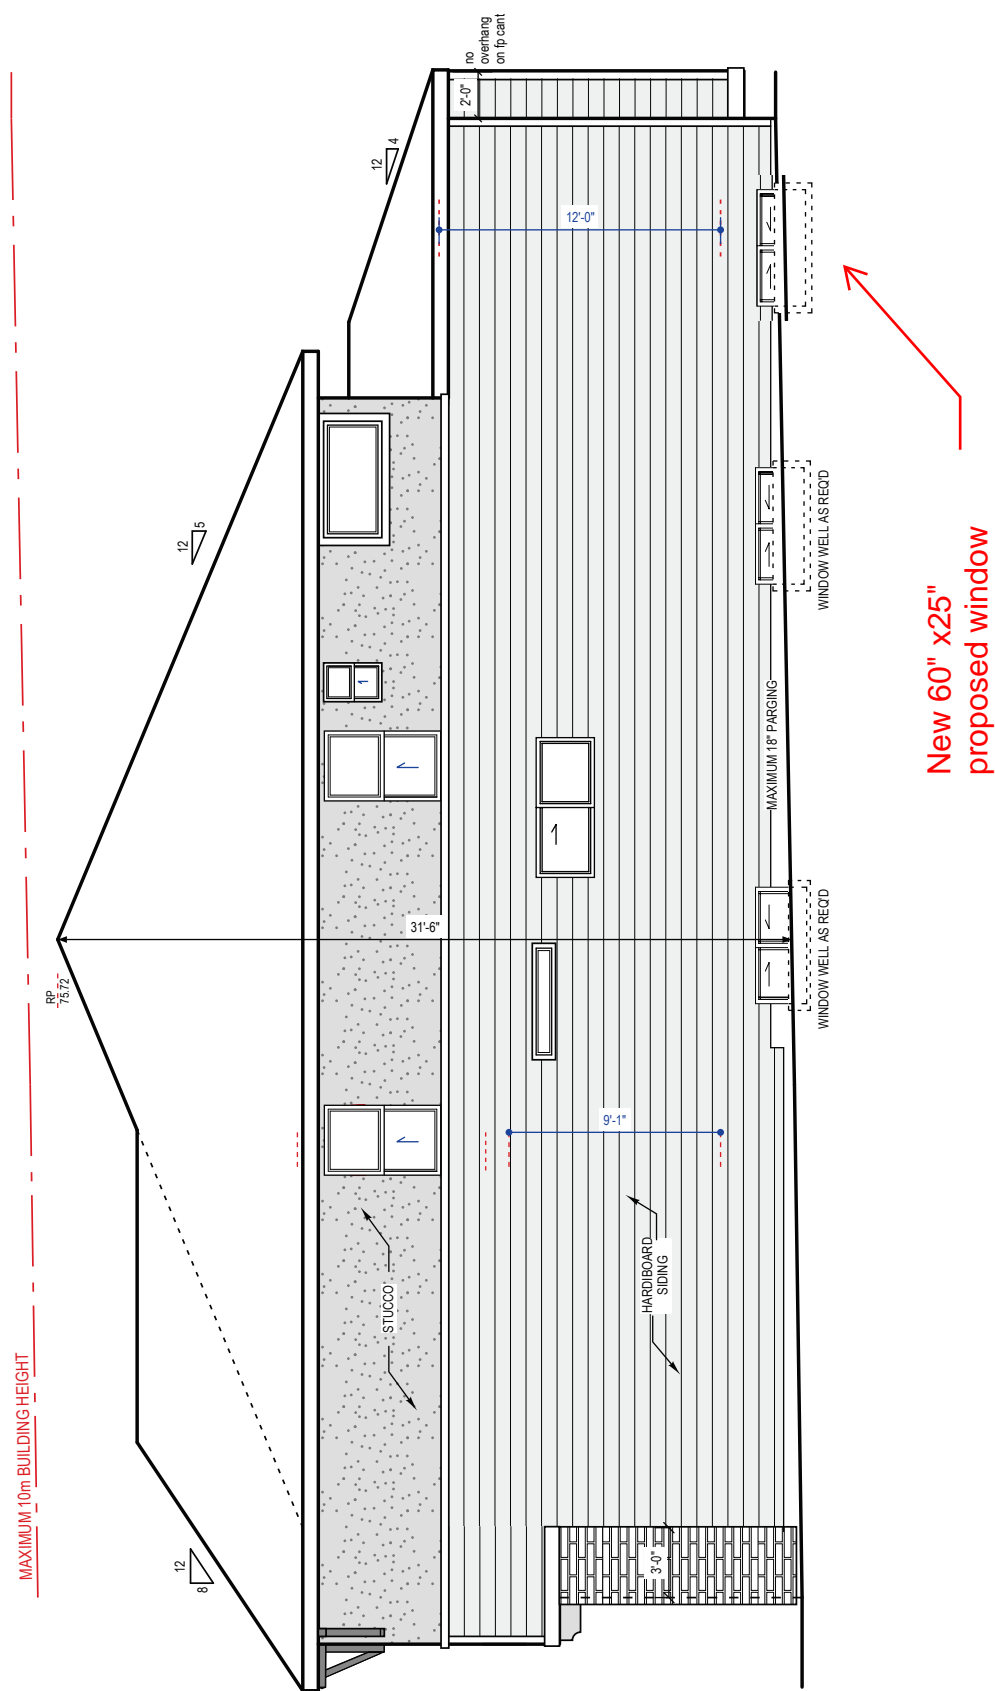 MAXIMUM 10m BUILDING HEIGHT
RP
75.72
12
8
12
5
12
4
no
overhang
on fp cant
2'-0"
12'-0"
31'-6"
9'-1"
STUCCO
HARDIBOARD
SIDING
3'-0"
MAXIMUM 18" PARGING
WINDOW WELL AS REQ'D
WINDOW WELL AS REQ'D
New 60" x25"
proposed window